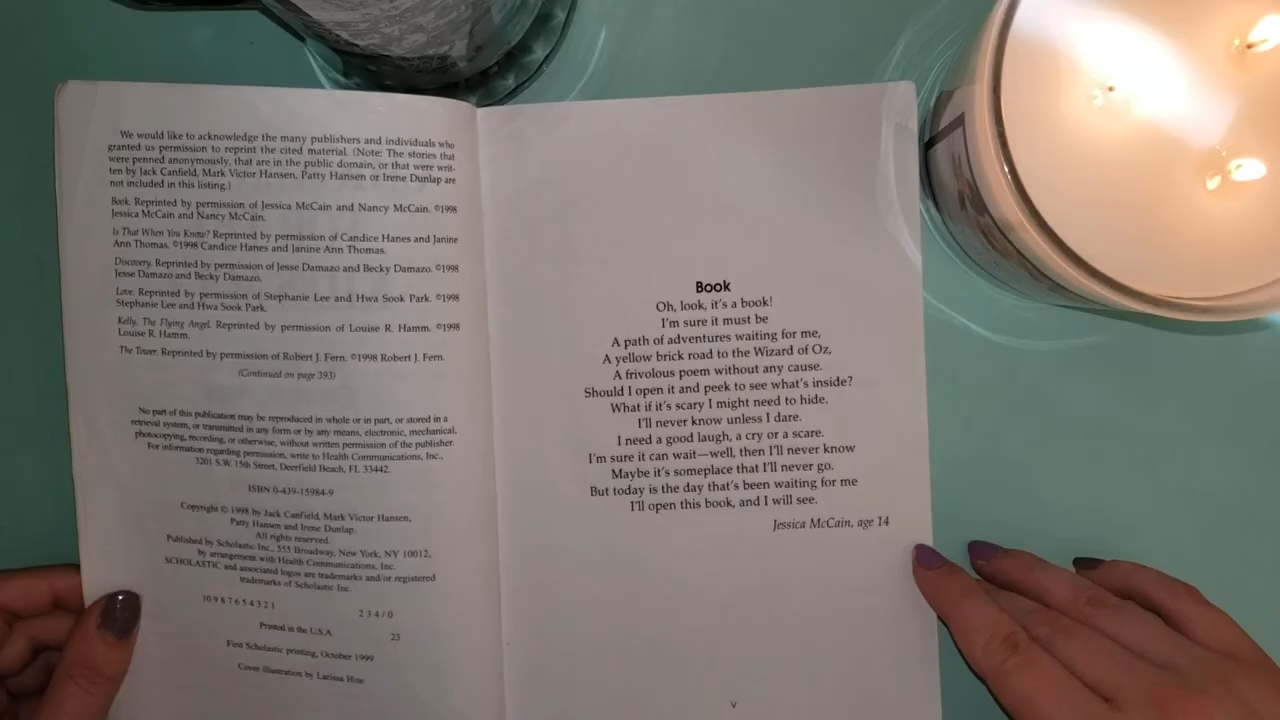 We would like to acknowledge the many publishers and individuals who
granted us permission to reprint the cited material. (Note: The stories that
were penned anonymously, that are in the public domain, or that were writ-
ten by Jack Canfield, Mark Victor Hansen, Patty Hansen or Irene Dunlap are
not included in this listing.)
Book. Reprinted by permission of Jessica McCain and Nancy McCain. ©1998
Jessica McCain and Nancy McCain.
Is That When You Know? Reprinted by permission of Candice Hanes and Janine
Ann Thomas. ©1998 Candice Hanes and Janine Ann Thomas.
Discovery. Reprinted by permission of Jesse Damazo and Becky Damazo. ©1998
Jesse Damazo and Becky Damazo.
Love. Reprinted by permission of Stephanie Lee and Hwa Sook Park. ©1998
Stephanie Lee and Hwa Sook Park.
Kelly, The Flying Angel. Reprinted by permission of Louise R. Hamm. ©1998
Louise R. Hamm.
The Tower. Reprinted by permission of Robert J. Fern. ©1998 Robert J. Fern.
(Continued on page 393)
No part of this publication may be reproduced in whole or in part, or stored in a
retrieval system, or transmitted in any form or by any means, electronic, mechanical,
photocopying, recording, or otherwise, without written permission of the publisher.
For information regarding permission, write to Health Communications, Inc.,
3201 S.W. 15th Street, Deerfield Beach, FL 33442.
ISBN 0-439-15984-9
Copyright © 1998 by Jack Canfield, Mark Victor Hansen,
Patty Hansen and Irene Dunlap.
All rights reserved.
Published by Scholastic Inc., 555 Broadway, New York, NY 10012,
by arrangement with Health Communications, Inc.
SCHOLASTIC and associated logos are trademarks and/or registered
trademarks of Scholastic Inc.
10 9 8 7 6 5 4 3 2 1 2 3 4 / 0
Printed in the U.S.A. 23
First Scholastic printing, October 1999
Cover illustration by Larissa Hise
Book
Oh, look, it's a book!
I'm sure it must be
A path of adventures waiting for me,
A yellow brick road to the Wizard of Oz,
A frivolous poem without any cause.
Should I open it and peek to see what's inside?
What if it's scary I might need to hide.
I'll never know unless I dare.
I need a good laugh, a cry or a scare.
I'm sure it can wait—well, then I'll never know
Maybe it's someplace that I'll never go.
But today is the day that's been waiting for me
I'll open this book, and I will see.
Jessica McCain, age 14
v